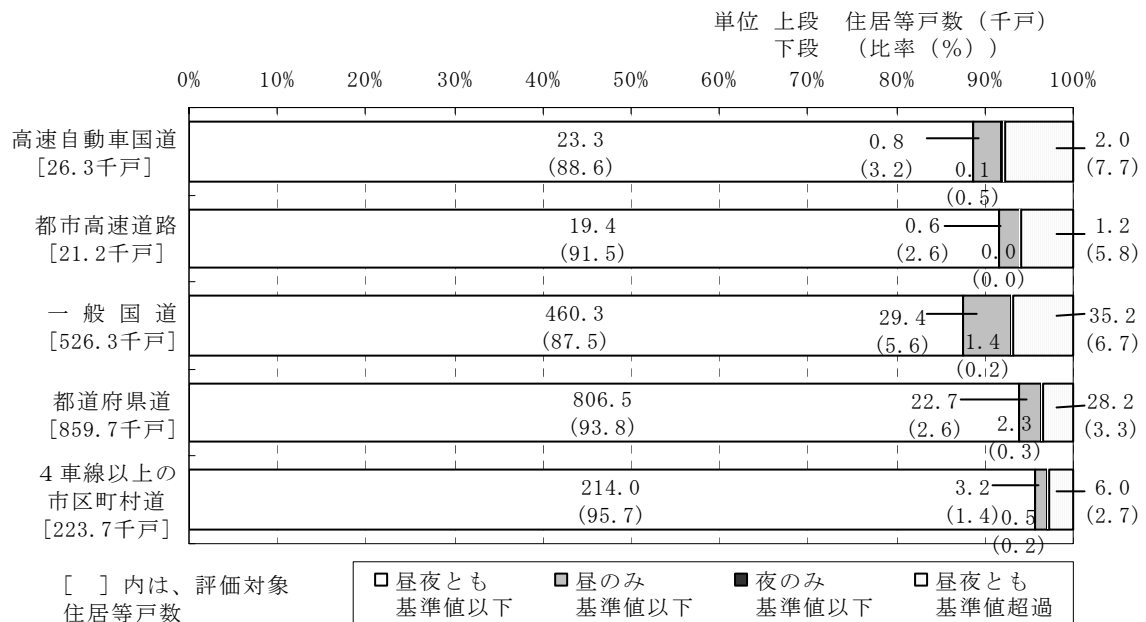 単位 上段 住居等戸数（千戸）
下段 （比率（%））
0% 10% 20% 30% 40% 50% 60% 70% 80% 90% 100%
高速自動車国道
[26.3千戸]
23.3
(88.6)
0.8
(3.2)
0.1
(0.5)
2.0
(7.7)
都市高速道路
[21.2千戸]
19.4
(91.5)
0.6
(2.6)
0.0
(0.0)
1.2
(5.8)
一般国道
[526.3千戸]
460.3
(87.5)
29.4
(5.6)
1.4
(0.2)
35.2
(6.7)
都道府県道
[859.7千戸]
806.5
(93.8)
22.7
(2.6)
2.3
(0.3)
28.2
(3.3)
４車線以上の
市区町村道
[223.7千戸]
214.0
(95.7)
3.2
(1.4)
0.5
(0.2)
6.0
(2.7)
[ ]内は、評価対象
住居等戸数
昼夜とも
基準値以下
昼のみ
基準値以下
夜のみ
基準値以下
昼夜とも
基準値超過